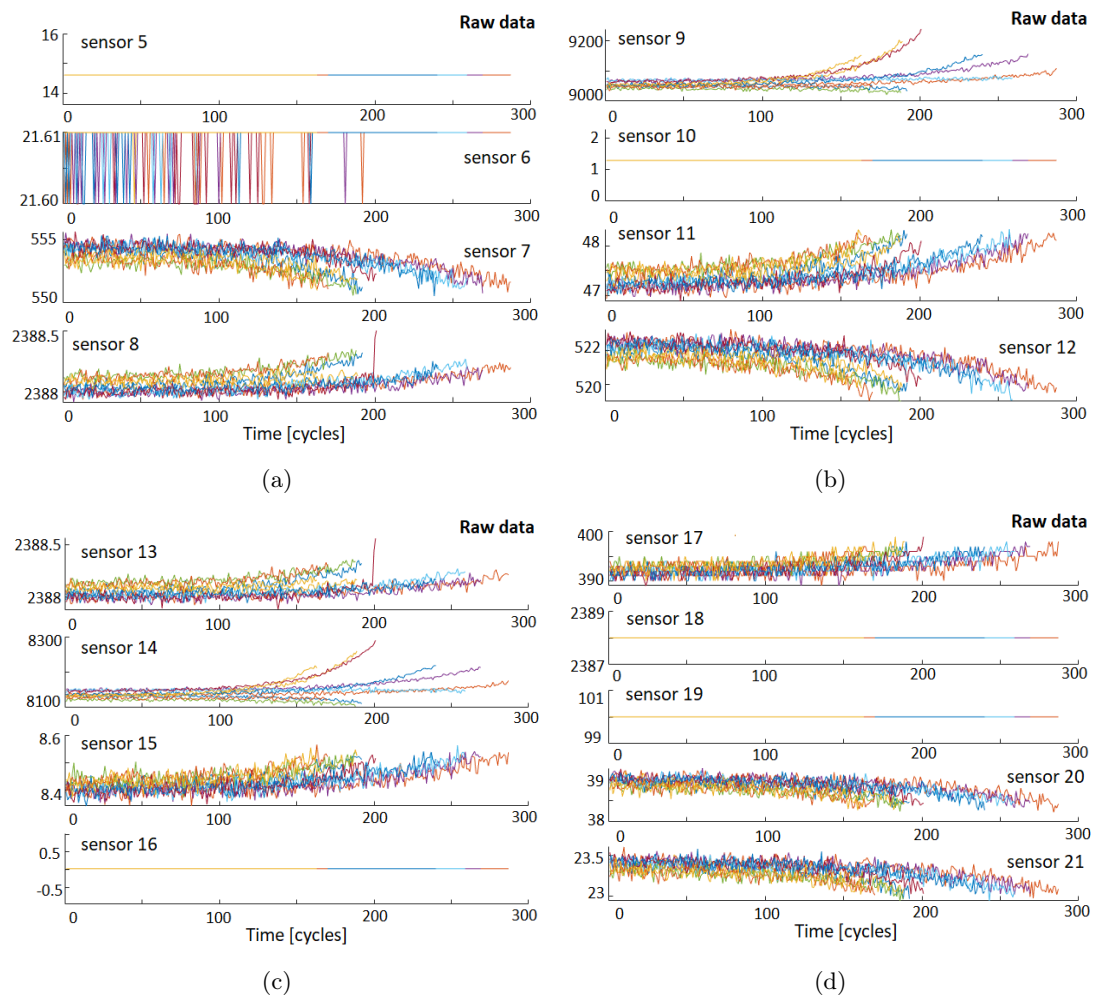 Raw data
16
sensor 5
14
0 100 200 300
21.61
sensor 6
21.60
0 100 200 300
555
sensor 7
550
0 100 200 300
2388.5
sensor 8
2388
0 100 200 300
Time [cycles]
(a)
Raw data
9200
sensor 9
9000
0 100 200 300
2
sensor 10
1
0
0 100 200 300
48
sensor 11
47
0 100 200 300
522
sensor 12
520
0 100 200 300
Time [cycles]
(b)
Raw data
2388.5
sensor 13
2388
0 100 200 300
8300
sensor 14
8100
0 100 200 300
8.6
sensor 15
8.4
0 100 200 300
sensor 16
0.5
-0.5
0 100 200 300
Time [cycles]
(c)
Raw data
400
sensor 17
390
0 100 200 300
2389
sensor 18
2387
0 100 200 300
101
sensor 19
99
0 100 200 300
39
sensor 20
38
0 100 200 300
23.5
sensor 21
23
0 100 200 300
Time [cycles]
(d)